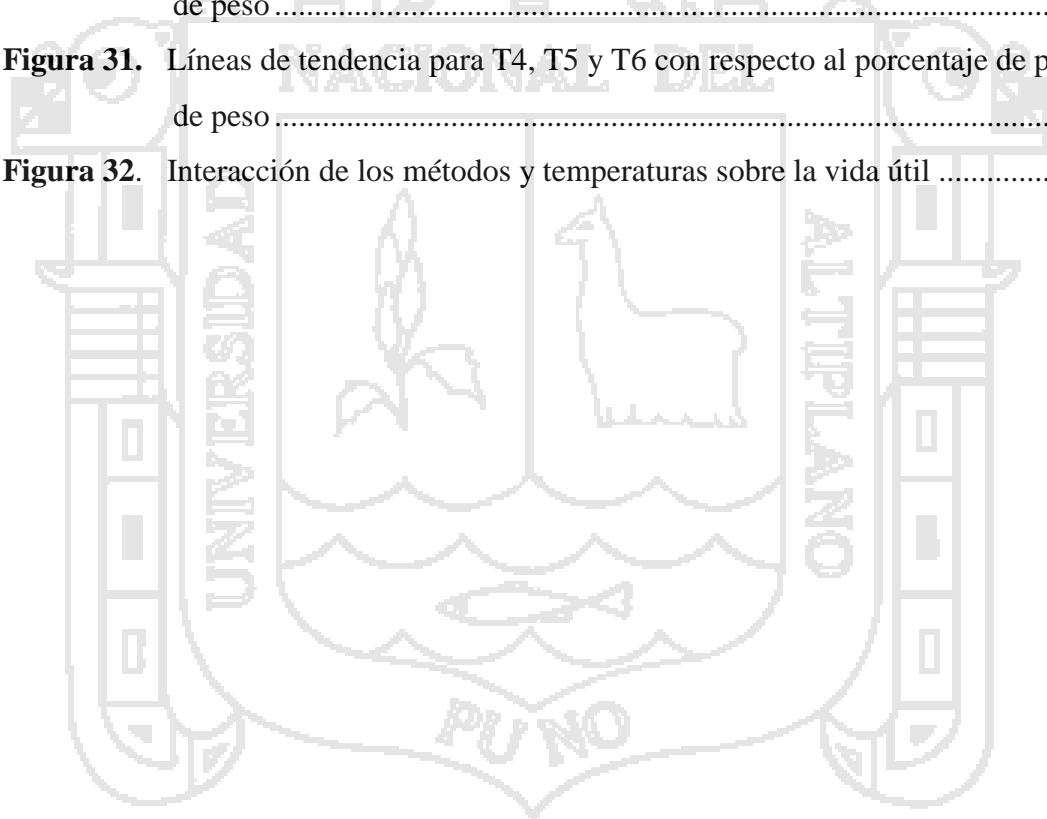 de peso ................................................................................................
Figura 31. Líneas de tendencia para T4, T5 y T6 con respecto al porcentaje de p
de peso ................................................................................................
Figura 32. Interacción de los métodos y temperaturas sobre la vida útil ..............
NACIONAL DEL
UNIVERSIDAD
ALTIPLANO
PUNO